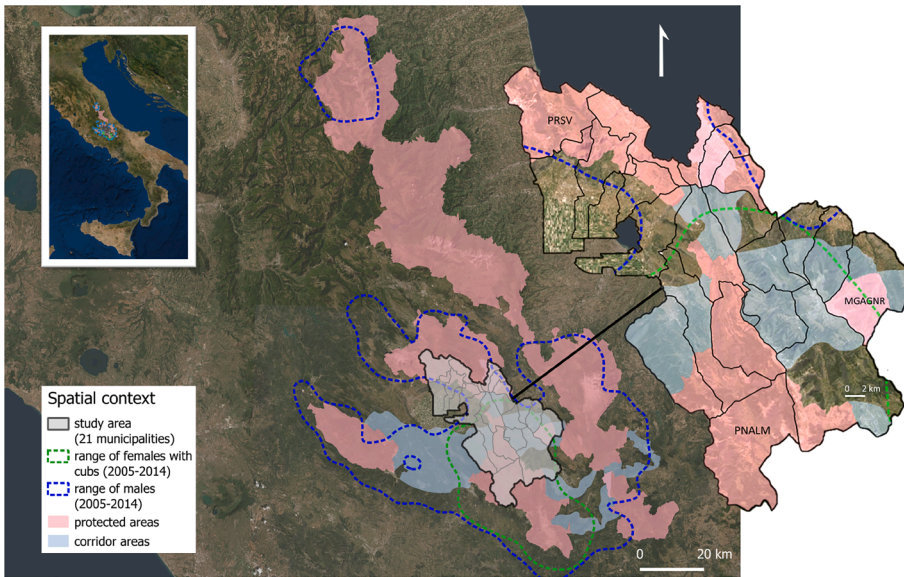 PRSV
MGAGNR
0 2 km
PNALM
Spatial context
study area
(21 municipalities)
range of females with
cubs (2005-2014)
range of males
(2005-2014)
protected areas
corridor areas
0 20 km